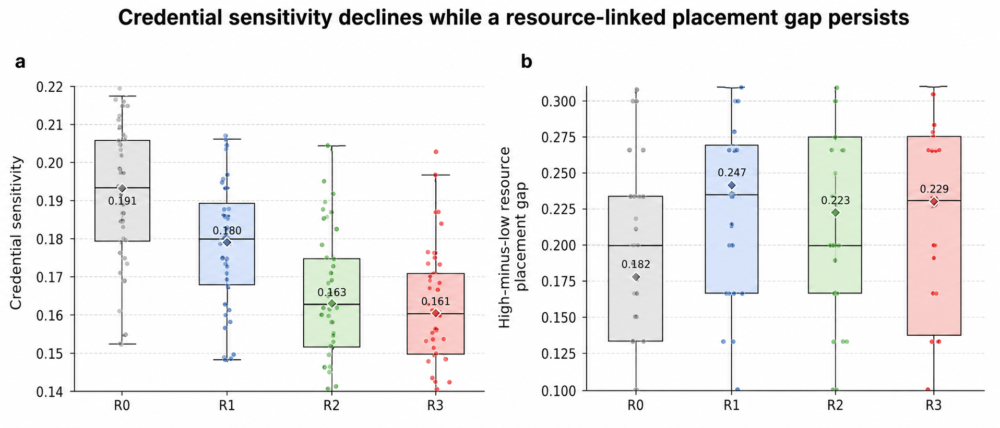 Credential sensitivity declines while a resource-linked placement gap persists
a
Credential sensitivity
0.22
0.21
0.20
0.19
0.18
0.17
0.16
0.15
0.14
0.191
0.180
0.163
0.161
R0
R1
R2
R3
b
High−minus−low resource
placement gap
0.300
0.275
0.250
0.225
0.200
0.175
0.150
0.125
0.100
0.182
0.247
0.223
0.229
R0
R1
R2
R3